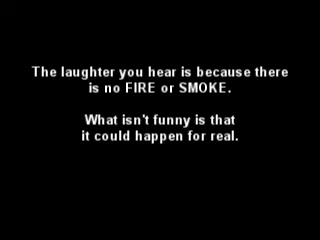 The laughter you hear is because there
is no FIRE or SMOKE.
What isn't funny is that
it could happen for real.